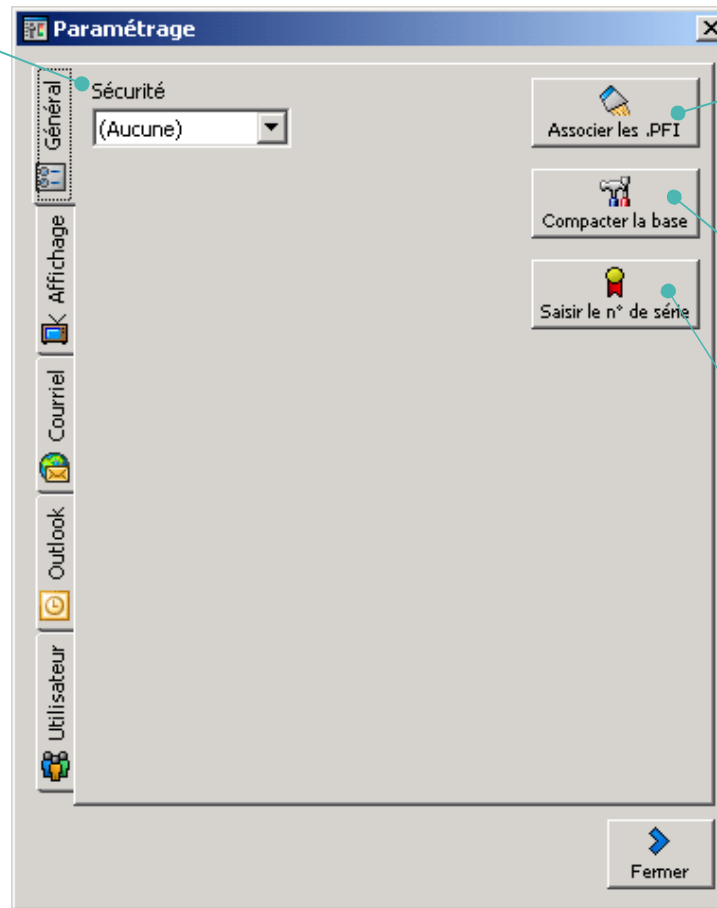 Paramétrage
Général
Affichage
Courriel
Outlook
Utilisateur
Sécurité
(Aucune)
Associer les .PFI
Compacter la base
Saisir le n° de série
Fermer